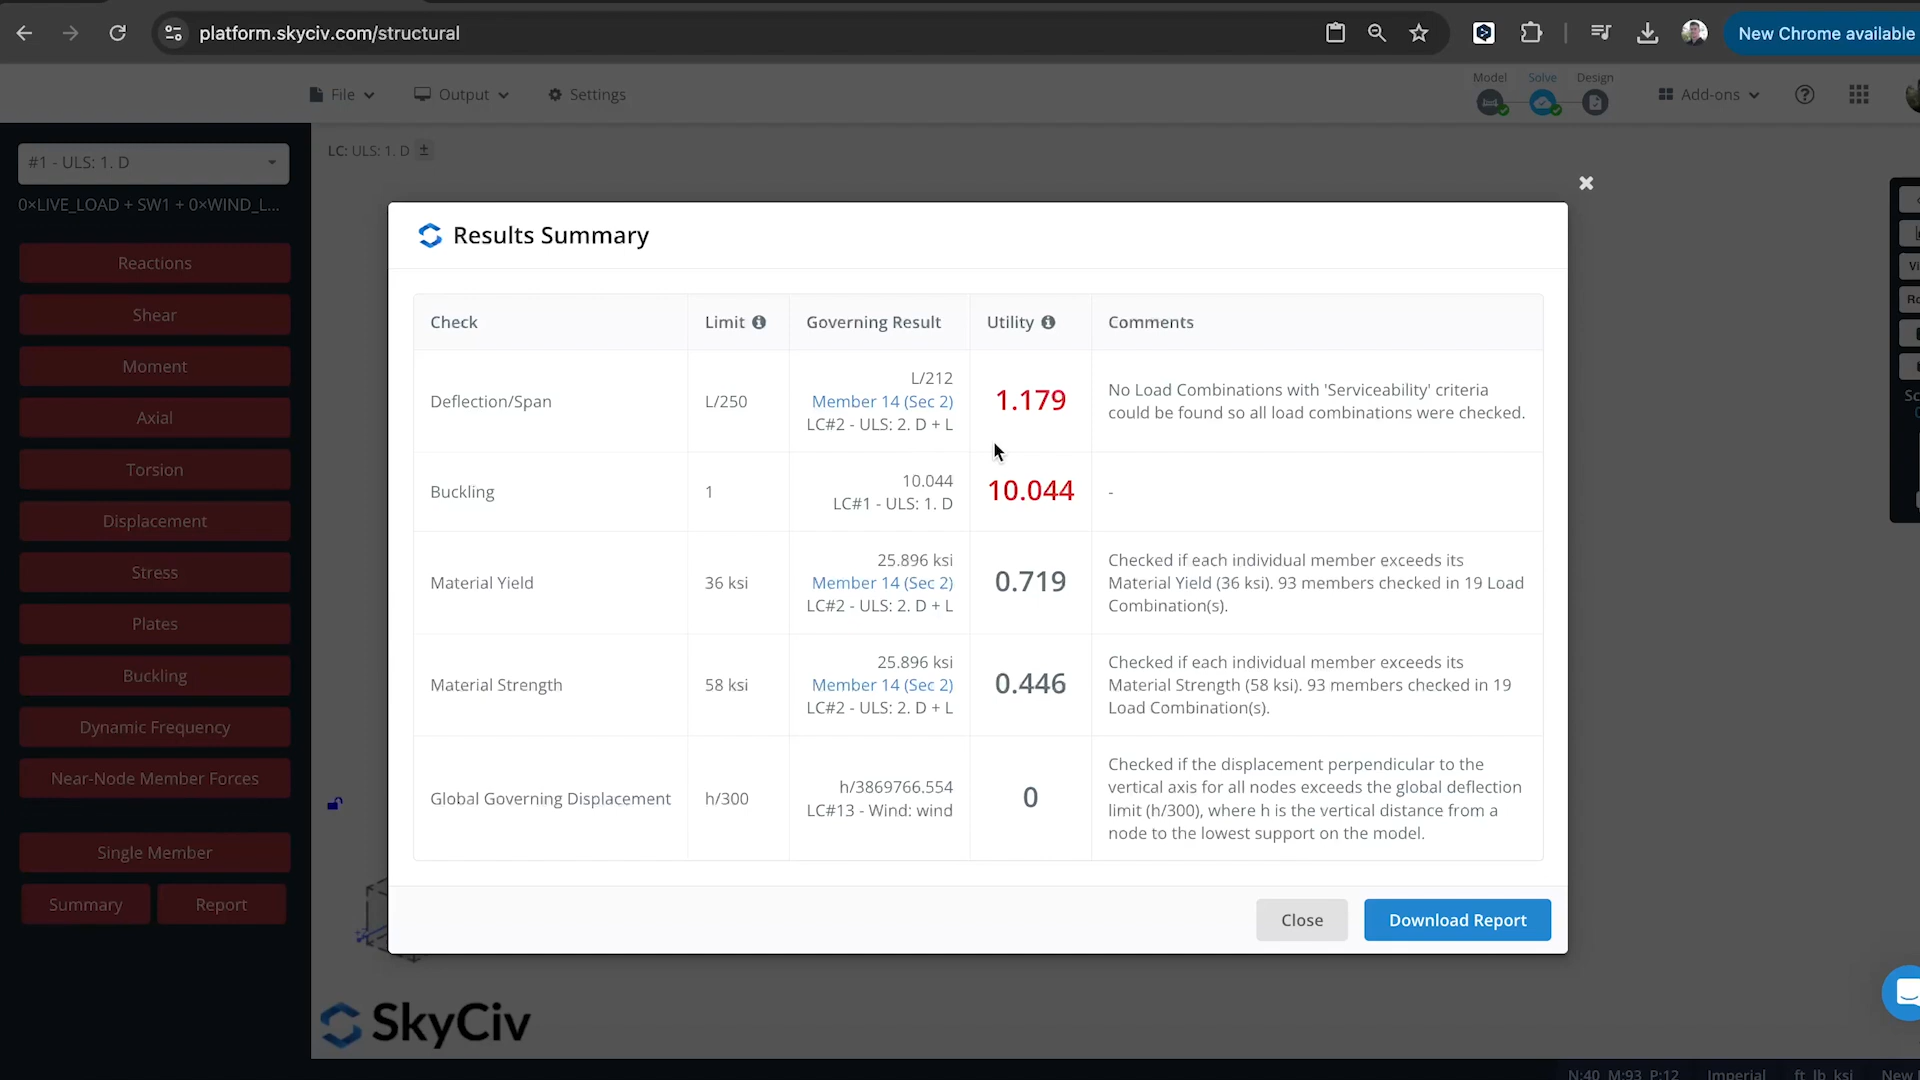 platform.skyciv.com/structural
New Chrome available
File
Output
Settings
Model
Solve
Design
Add-ons
#1 - ULS: 1. D
LC: ULS: 1. D ±
0×LIVE_LOAD + SW1 + 0×WIND_L...
Reactions
Shear
Moment
Axial
Torsion
Displacement
Stress
Plates
Buckling
Dynamic Frequency
Near-Node Member Forces
Single Member
Summary
Report
Results Summary
Check
Limit
Governing Result
Utility
Comments
Deflection/Span
L/250
L/212
Member 14 (Sec 2)
LC#2 - ULS: 2. D + L
1.179
No Load Combinations with 'Serviceability' criteria
could be found so all load combinations were checked.
Buckling
1
10.044
LC#1 - ULS: 1. D
10.044
-
Material Yield
36 ksi
25.896 ksi
Member 14 (Sec 2)
LC#2 - ULS: 2. D + L
0.719
Checked if each individual member exceeds its
Material Yield (36 ksi). 93 members checked in 19 Load
Combination(s).
Material Strength
58 ksi
25.896 ksi
Member 14 (Sec 2)
LC#2 - ULS: 2. D + L
0.446
Checked if each individual member exceeds its
Material Strength (58 ksi). 93 members checked in 19
Load Combination(s).
Global Governing Displacement
h/300
h/3869766.554
LC#13 - Wind: wind
0
Checked if the displacement perpendicular to the
vertical axis for all nodes exceeds the global deflection
limit (h/300), where h is the vertical distance from a
node to the lowest support on the model.
Close
Download Report
SkyCiv
N:40 M:93 P:12
Imperial
ft, lb, ksi
New